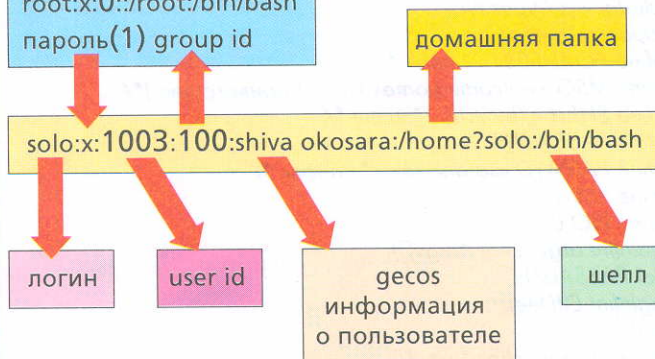 root:x:0::/root:/bin/bash
пароль(1) group id
домашняя папка
solo:x:1003:100:shiva okosara:/home?solo:/bin/bash
логин
user id
gecos
информация
о пользователе
шелл